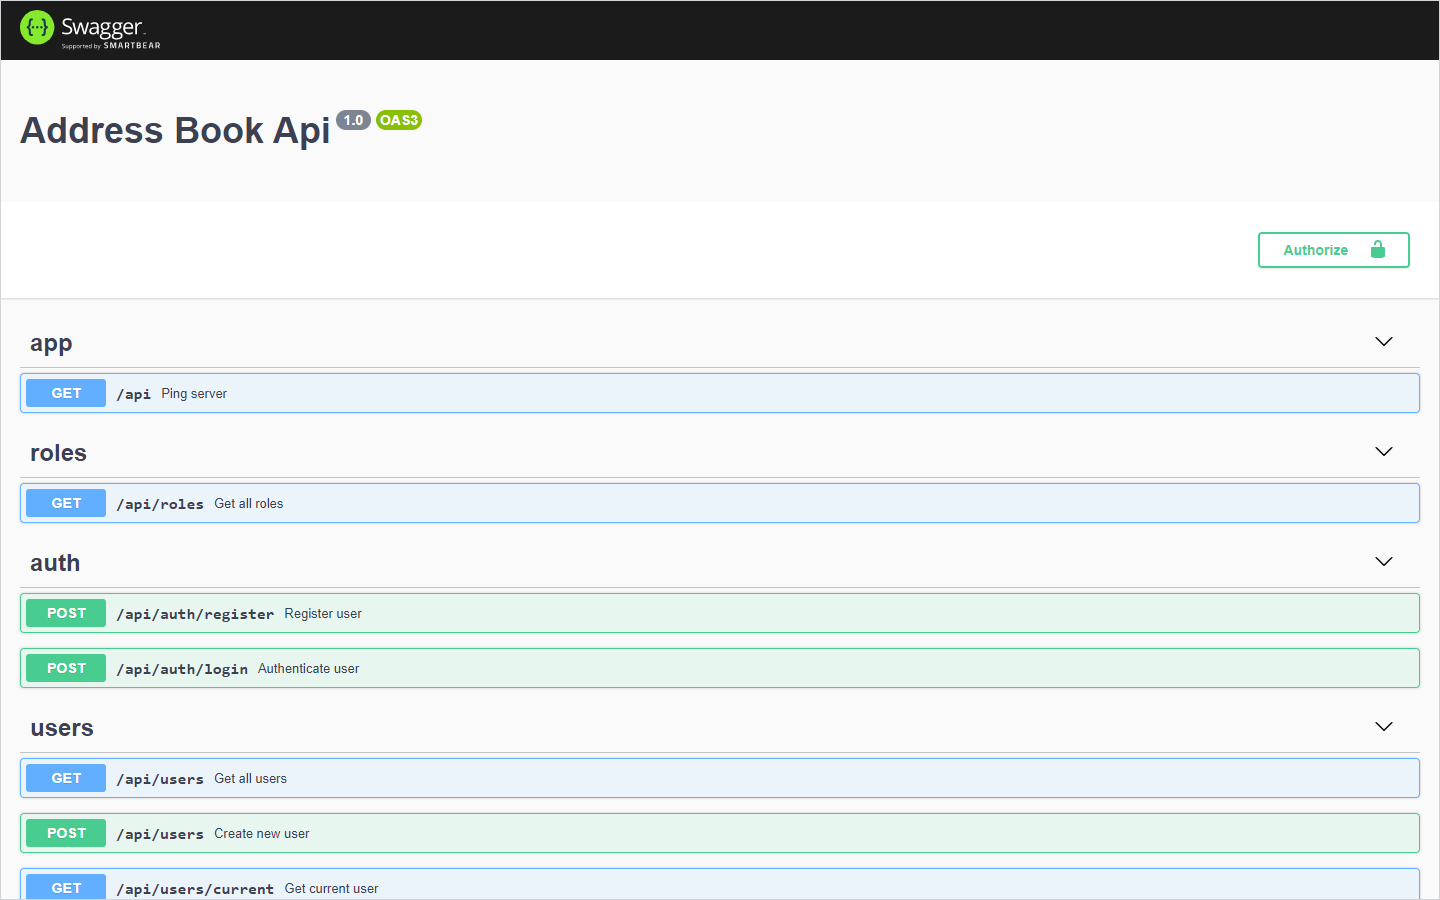 {···} Swagger
Supported by SMARTBEAR
Address Book Api 1.0 OAS3
Authorize
app
GET /api Ping server
roles
GET /api/roles Get all roles
auth
POST /api/auth/register Register user
POST /api/auth/login Authenticate user
users
GET /api/users Get all users
POST /api/users Create new user
GET /api/users/current Get current user